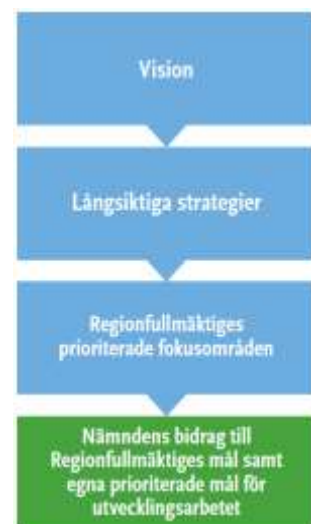 Vision
Långsiktiga strategier
Regionfullmäktiges
prioriterade fokusområden
Nämndens bidrag till
Regionfullmäktiges mål samt
egna prioriterade mål för
utvecklingsarbetet